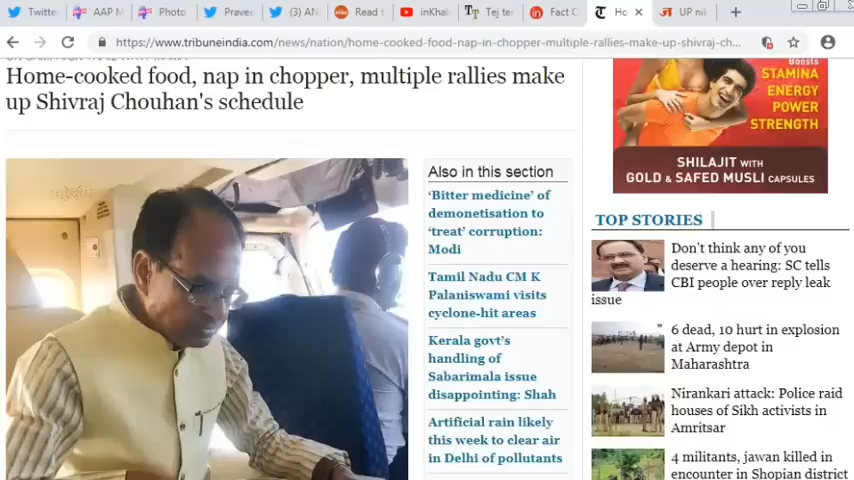 Twitte
AAP M
Photo
Prave
(3) AN
Read t
inKha
Tej ter
Fact C
Ho
UP nil
https://www.tribuneindia.com/news/nation/home-cooked-food-nap-in-chopper-multiple-rallies-make-up-shivraj-ch...
Home-cooked food, nap in chopper, multiple rallies make
up Shivraj Chouhan's schedule
Also in this section
‘Bitter medicine’ of
demonetisation to
‘treat’ corruption:
Modi
Tamil Nadu CM K
Palaniswami visits
cyclone-hit areas
Kerala govt’s
handling of
Sabarimala issue
disappointing: Shah
Artificial rain likely
this week to clear air
in Delhi of pollutants
Boosts
STAMINA
ENERGY
POWER
STRENGTH
SHILAJIT WITH
GOLD & SAFED MUSLI CAPSULES
TOP STORIES
Don't think any of you
deserve a hearing: SC tells
CBI people over reply leak
issue
6 dead, 10 hurt in explosion
at Army depot in
Maharashtra
Nirankari attack: Police raid
houses of Sikh activists in
Amritsar
4 militants, jawan killed in
encounter in Shopian district